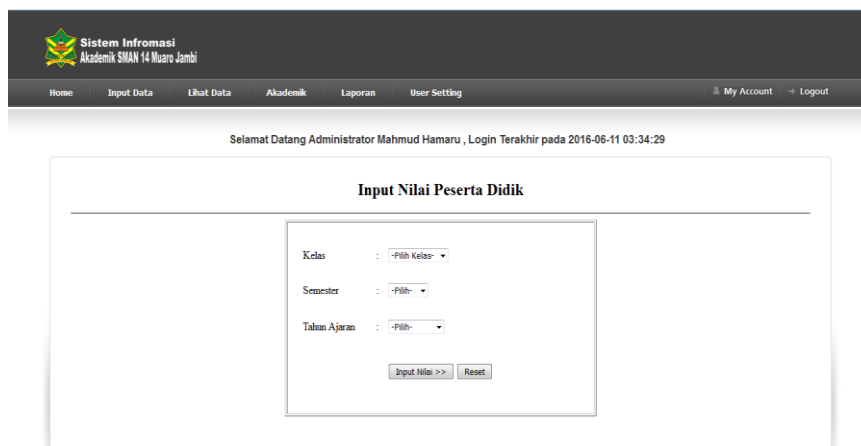 Sistem Infromasi
Akademik SMAN 14 Muaro Jambi
Home Input Data Lihat Data Akademik Laporan User Setting My Account Logout
Selamat Datang Administrator Mahmud Hamaru , Login Terakhir pada 2016-06-11 03:34:29
Input Nilai Peserta Didik
Kelas : -Pilih Kelas-
Semester : -Pilih-
Tahun Ajaran : -Pilih-
Input Nilai >> Reset